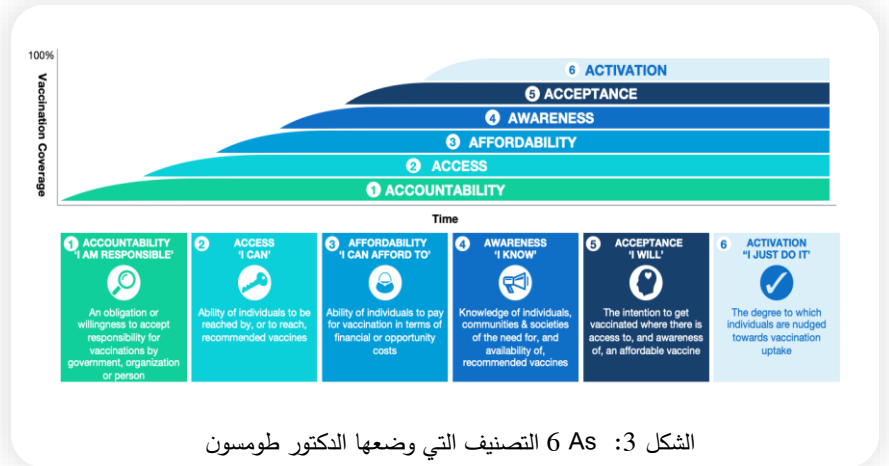 100%
Vaccination Coverage
6 ACTIVATION
5 ACCEPTANCE
4 AWARENESS
3 AFFORDABILITY
2 ACCESS
1 ACCOUNTABILITY
Time
1 ACCOUNTABILITY
'I AM RESPONSIBLE'
An obligation or
willingness to accept
responsibility for
vaccinations by
government, organization
or person
2 ACCESS
'I CAN'
Ability of individuals to be
reached by, or to reach,
recommended vaccines
3 AFFORDABILITY
'I CAN AFFORD TO'
Ability of individuals to pay
for vaccination in terms of
financial or opportunity
costs
4 AWARENESS
'I KNOW'
Knowledge of individuals,
communities & societies
of the need for, and
availability of,
recommended vaccines
5 ACCEPTANCE
'I WILL'
The intention to get
vaccinated where there is
access to, and awareness
of, an affordable vaccine
6 ACTIVATION
"I JUST DO IT'
The degree to which
individuals are nudged
towards vaccination
uptake
الشكل 3: 6 As التصنيف التي وضعها الدكتور طومسون